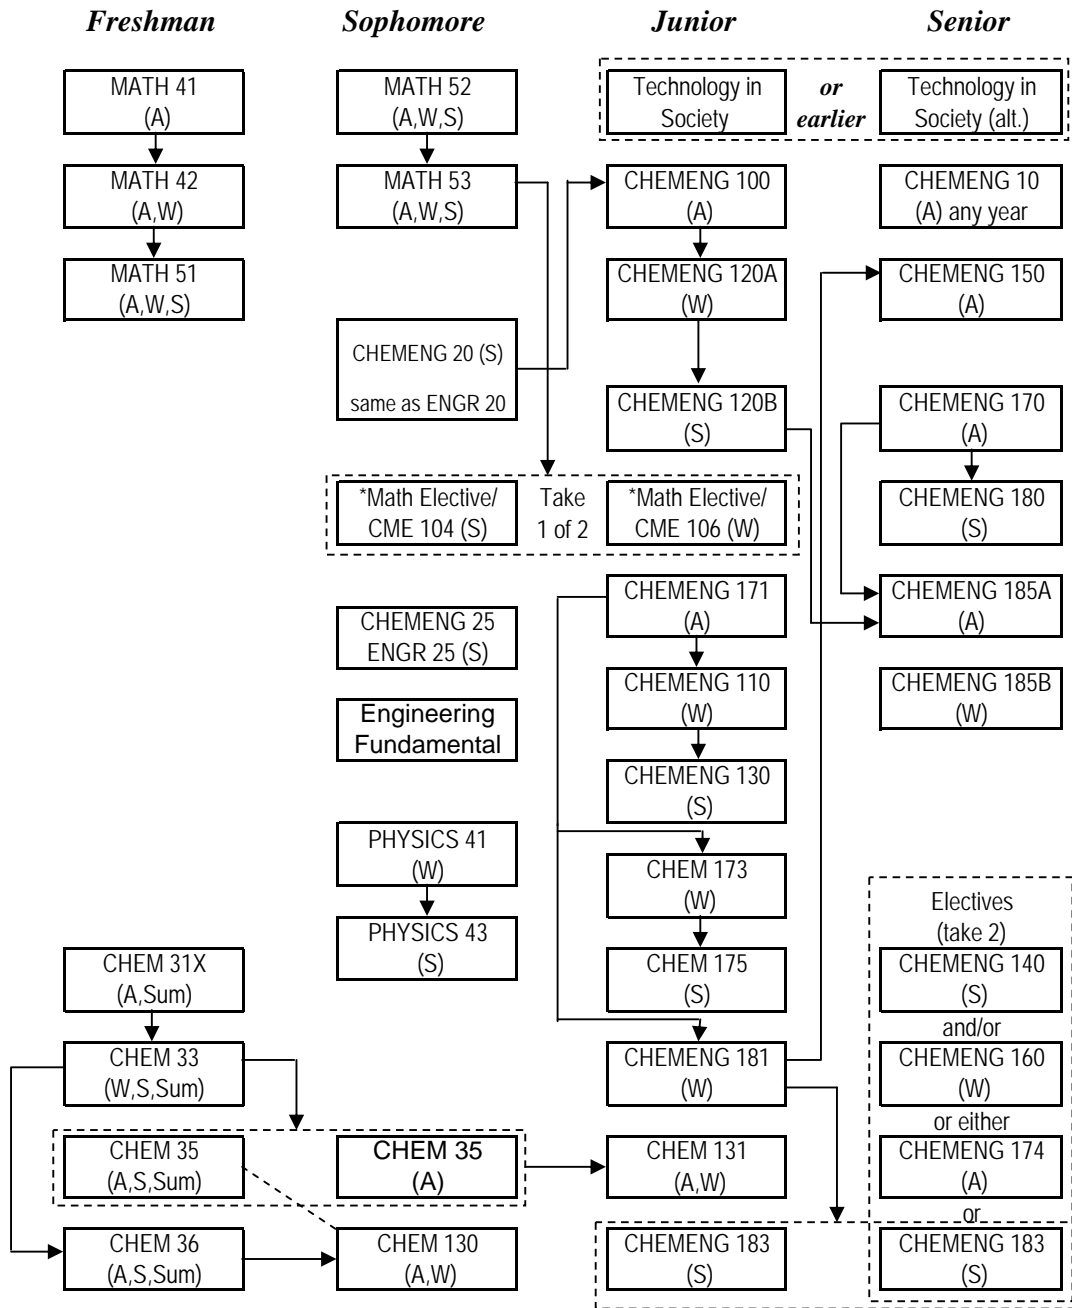 Freshman
Sophomore
Junior
Senior
MATH 41
(A)
MATH 52
(A,W,S)
Technology in
Society
or
earlier
Technology in
Society (alt.)
MATH 42
(A,W)
MATH 53
(A,W,S)
CHEMENG 100
(A)
CHEMENG 10
(A) any year
MATH 51
(A,W,S)
CHEMENG 120A
(W)
CHEMENG 150
(A)
CHEMENG 20 (S)
same as ENGR 20
CHEMENG 120B
(S)
CHEMENG 170
(A)
*Math Elective/
CME 104 (S)
Take
1 of 2
*Math Elective/
CME 106 (W)
CHEMENG 180
(S)
CHEMENG 25
ENGR 25 (S)
CHEMENG 171
(A)
CHEMENG 185A
(A)
Engineering
Fundamental
CHEMENG 110
(W)
CHEMENG 185B
(W)
CHEMENG 130
(S)
PHYSICS 41
(W)
CHEM 173
(W)
Electives
(take 2)
PHYSICS 43
(S)
CHEM 31X
(A,Sum)
CHEM 175
(S)
CHEMENG 140
(S)
and/or
CHEM 33
(W,S,Sum)
CHEMENG 181
(W)
CHEMENG 160
(W)
or either
CHEM 35
(A,S,Sum)
CHEM 35
(A)
CHEM 131
(A,W)
CHEMENG 174
(A)
or
CHEM 36
(A,S,Sum)
CHEM 130
(A,W)
CHEMENG 183
(S)
CHEMENG 183
(S)